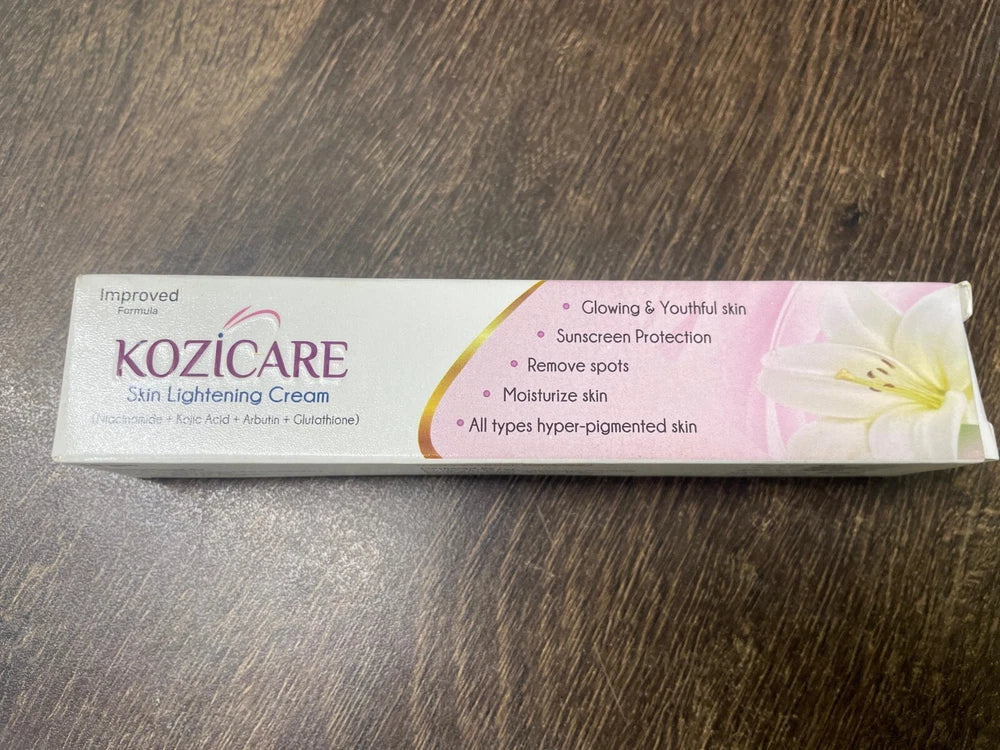 Improved
Formula
KOZICARE
Skin Lightening Cream
(Niacinamide + Kojic Acid + Arbutin + Glutathione)
Glowing & Youthful skin
Sunscreen Protection
Remove spots
Moisturize skin
All types hyper-pigmented skin